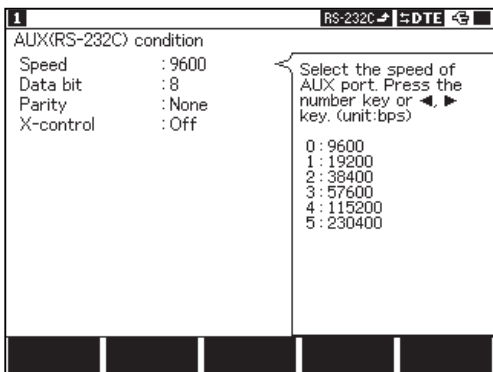 1 RS-232C DTE
AUX(RS-232C) condition
Speed : 9600
Data bit : 8
Parity : None
X-control : Off
Select the speed of
AUX port. Press the
number key or ◄, ►
key. (unit:bps)
0 : 9600
1 : 19200
2 : 38400
3 : 57600
4 : 115200
5 : 230400